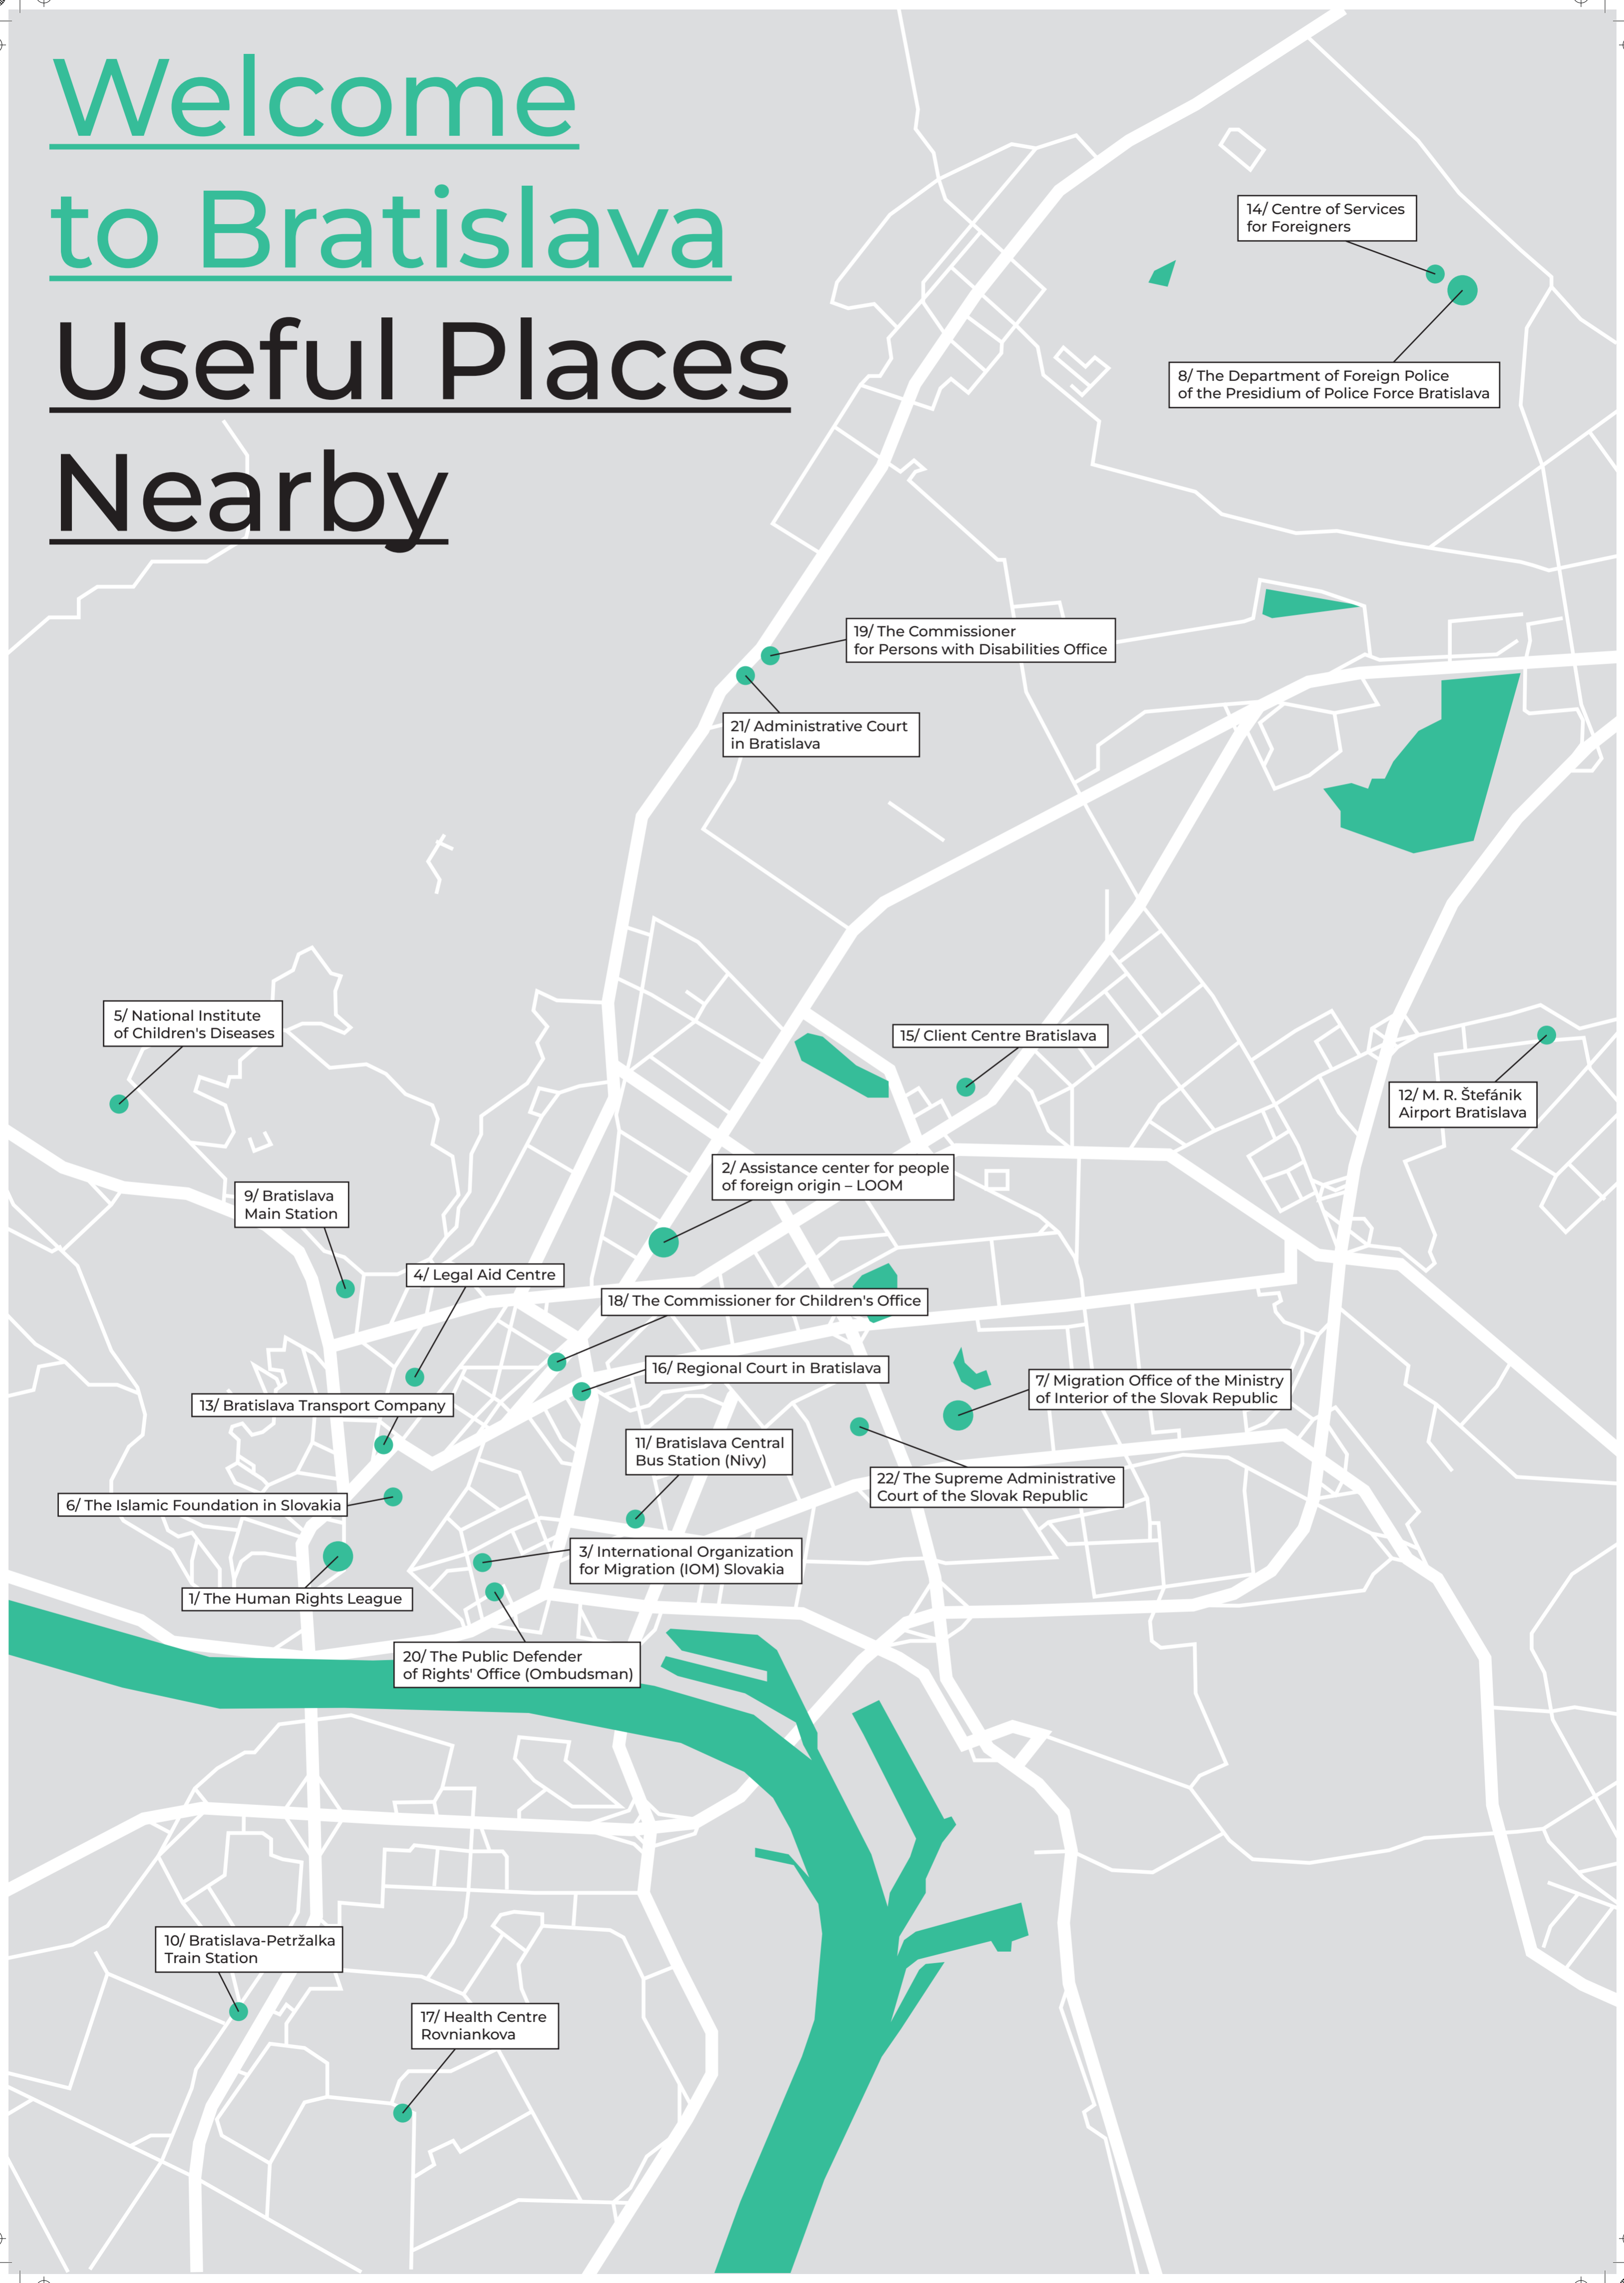 Welcome
to Bratislava
Useful Places
Nearby
14/ Centre of Services
for Foreigners
8/ The Department of Foreign Police
of the Presidium of Police Force Bratislava
19/ The Commissioner
for Persons with Disabilities Office
21/ Administrative Court
in Bratislava
5/ National Institute
of Children's Diseases
15/ Client Centre Bratislava
12/ M. R. Štefánik
Airport Bratislava
2/ Assistance center for people
of foreign origin – LOOM
9/ Bratislava
Main Station
4/ Legal Aid Centre
18/ The Commissioner for Children's Office
16/ Regional Court in Bratislava
7/ Migration Office of the Ministry
of Interior of the Slovak Republic
13/ Bratislava Transport Company
11/ Bratislava Central
Bus Station (Nivy)
22/ The Supreme Administrative
Court of the Slovak Republic
6/ The Islamic Foundation in Slovakia
3/ International Organization
for Migration (IOM) Slovakia
1/ The Human Rights League
20/ The Public Defender
of Rights' Office (Ombudsman)
10/ Bratislava-Petržalka
Train Station
17/ Health Centre
Rovniankova